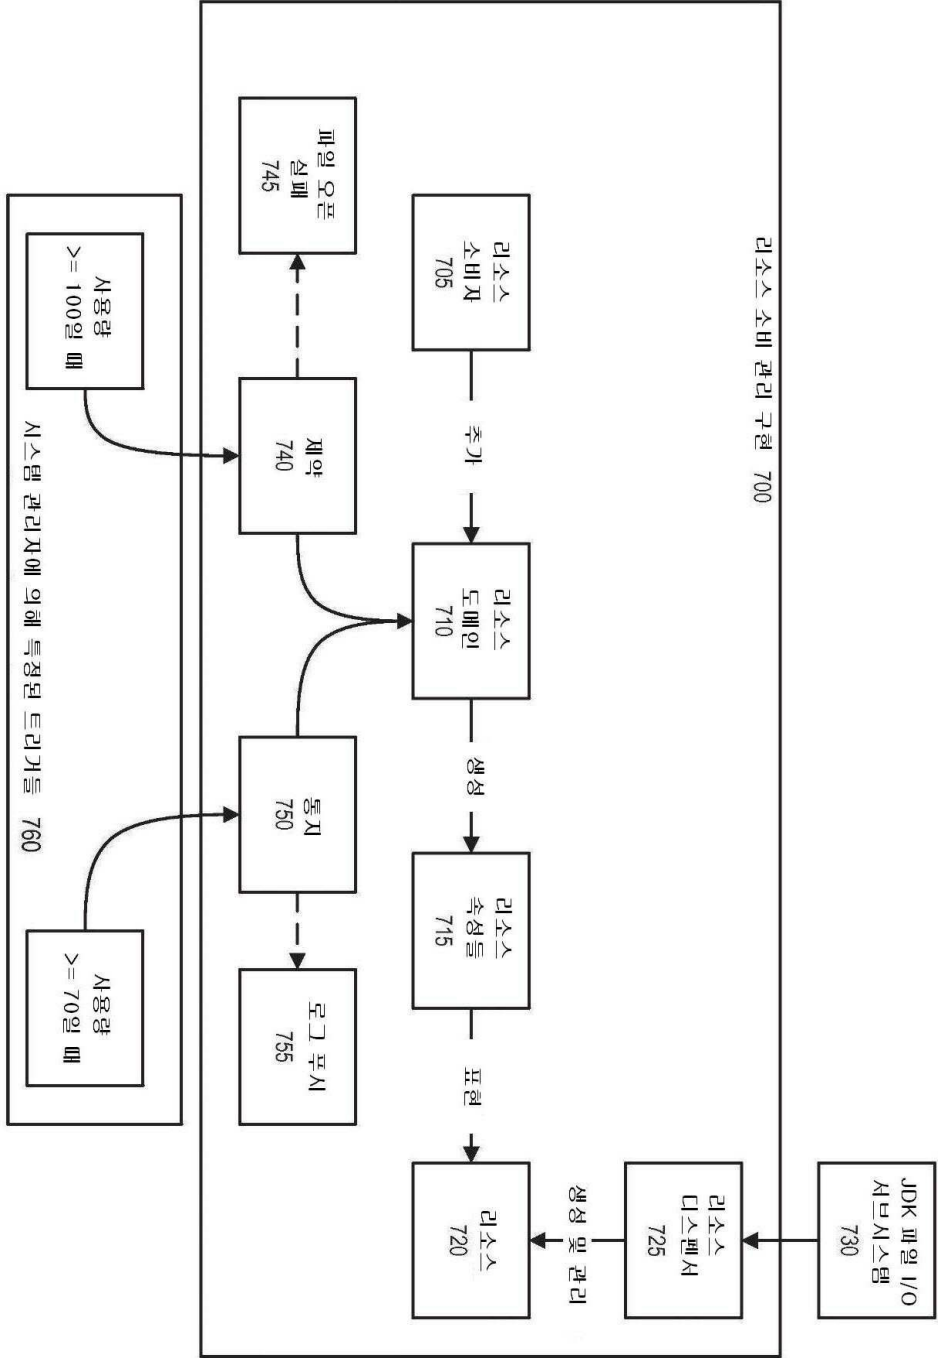 JDK 파일 I/O
서브시스템
730
리소스 소비 관리 구현 700
리소스
디스펜서
725
생성 및 관리
리소스
소비자
705
추가
리소스
도메인
710
생성
리소스
속성들
715
표현
리소스
720
파일 오픈
실패
745
제약
740
통지
750
로그 푸시
755
사용량
>= 100일 때
사용량
>= 70일 때
시스템 관리자에 의해 특정된 트리거들 760